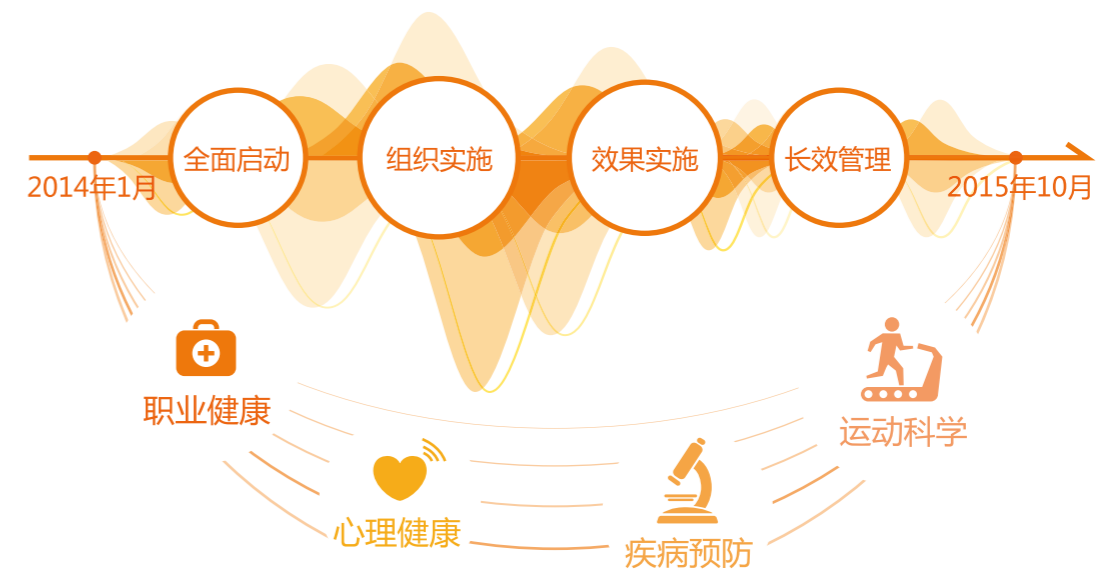 全面启动
组织实施
效果实施
长效管理
2014年1月
2015年10月
职业健康
心理健康
疾病预防
运动科学